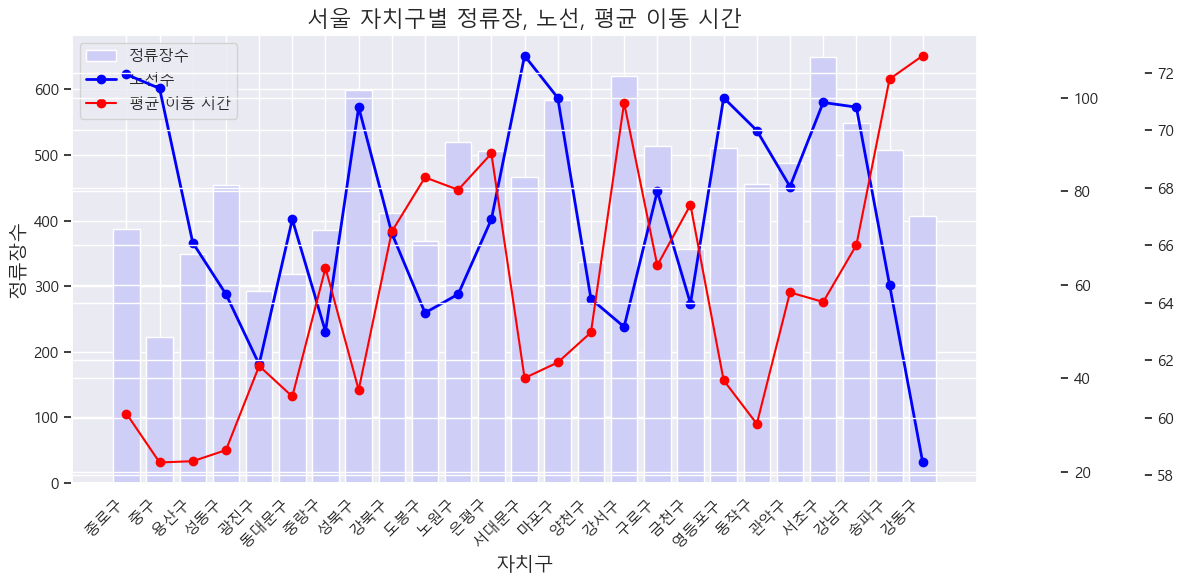 서울 자치구별 정류장, 노선, 평균 이동 시간
정류장수
노선수
평균 이동 시간
정류장수
600
500
400
300
200
100
0
100
80
60
40
20
72
70
68
66
64
62
60
58
종로구
중구
용산구
성동구
광진구
동대문구
중랑구
성북구
강북구
도봉구
노원구
은평구
서대문구
마포구
양천구
강서구
구로구
금천구
영등포구
동작구
관악구
서초구
강남구
송파구
강동구
자치구